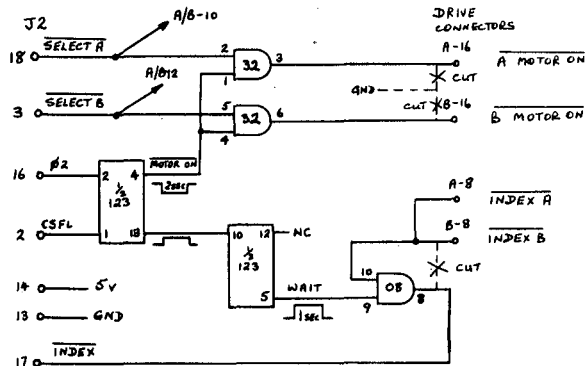 J2
A/B-10
DRIVE
CONNECTORS
18 SELECT A
2
1
32
3
A-16
A MOTOR ON
CUT
GND
A/B12
3 SELECT B
5
4
32
6
CUT
B-16
B MOTOR ON
16 Ø2
2
4
MOTOR ON
2SEC
½
123
2 CSFL
1
13
10
12
NC
½
123
5
WAIT
1SEC
A-8
INDEX A
B-8
INDEX B
CUT
10
9
08
8
14 5V
13 GND
17 INDEX